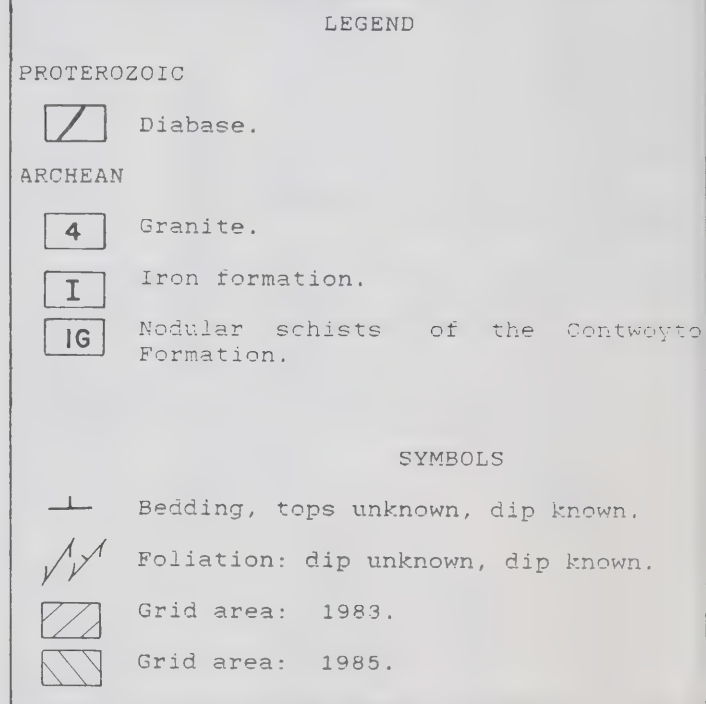 LEGEND
PROTEROZOIC
Diabase.
ARCHEAN
4 Granite.
I Iron formation.
IG Nodular schists of the Contwoyto
Formation.
SYMBOLS
Bedding, tops unknown, dip known.
Foliation: dip unknown, dip known.
Grid area: 1983.
Grid area: 1985.